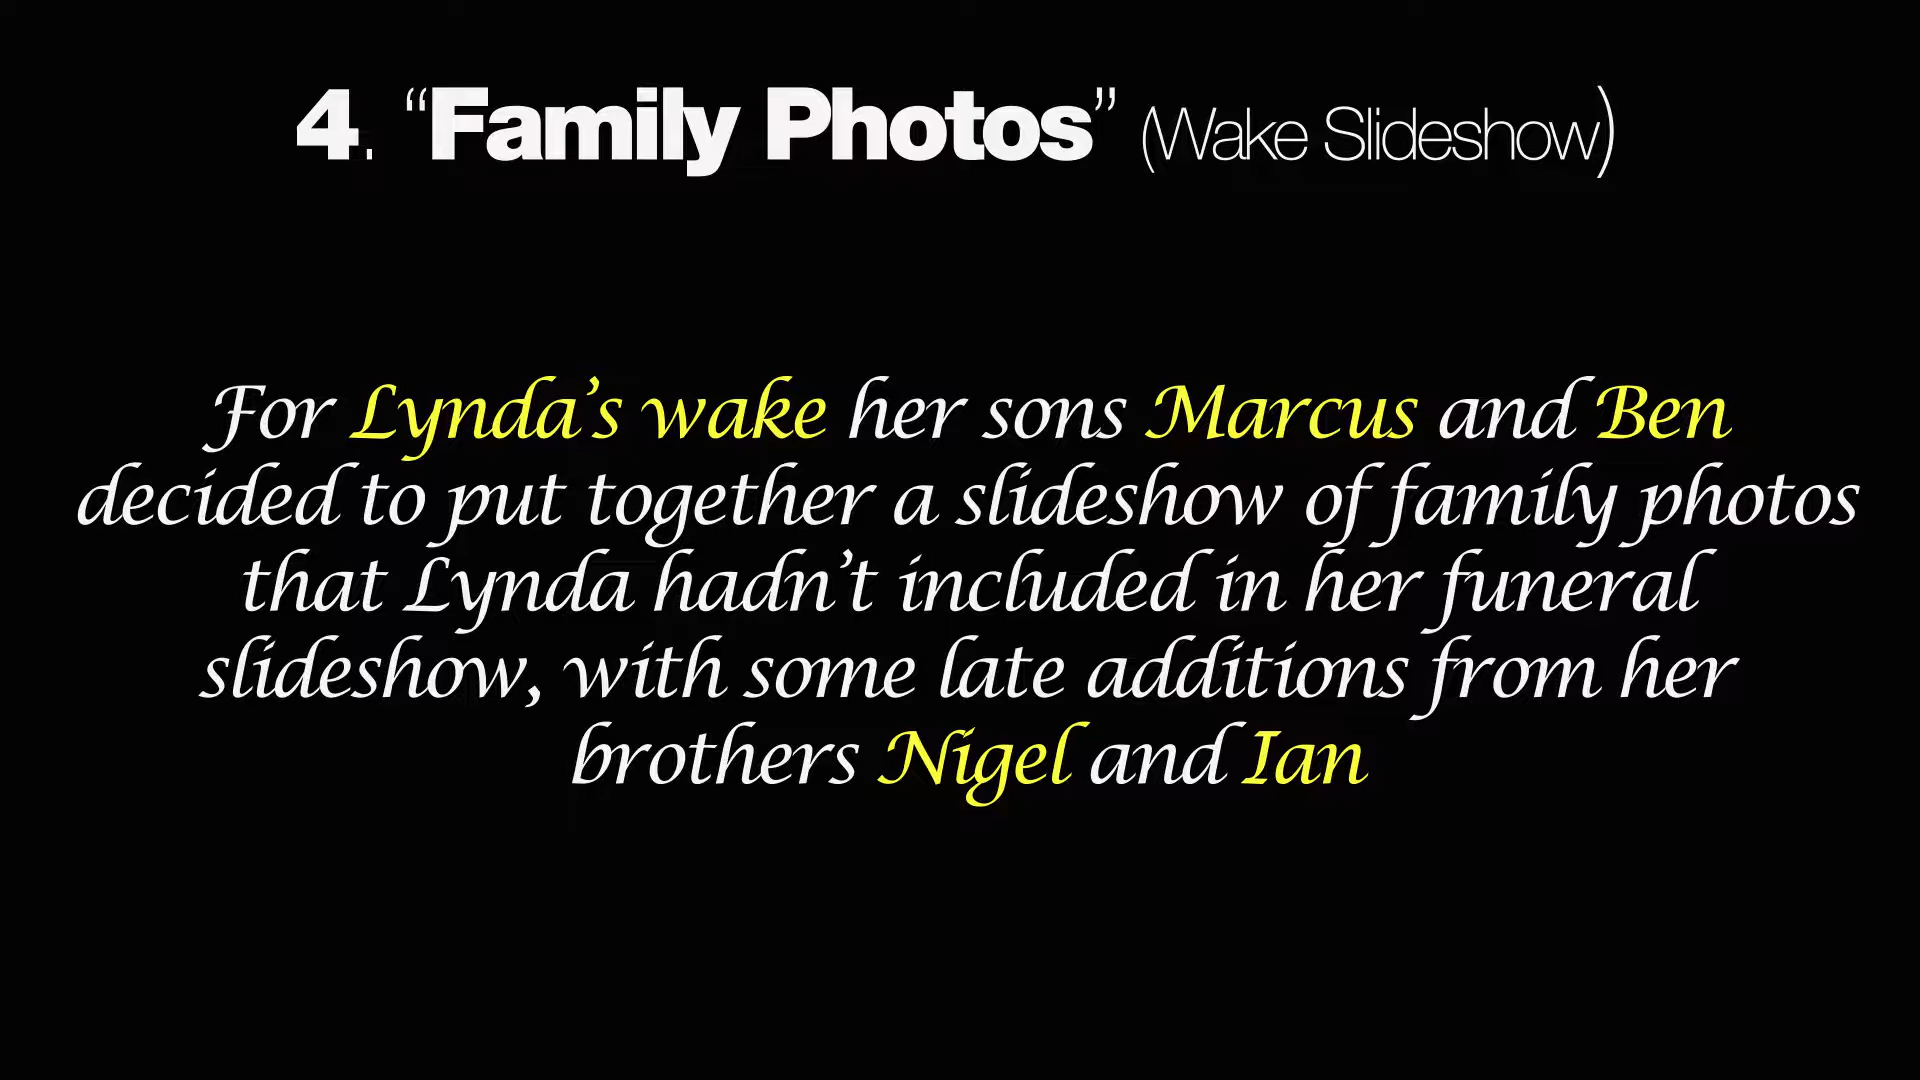 4. “Family Photos” (Wake Slideshow)
For Lynda’s wake her sons Marcus and Ben
decided to put together a slideshow of family photos
that Lynda hadn’t included in her funeral
slideshow, with some late additions from her
brothers Nigel and Ian